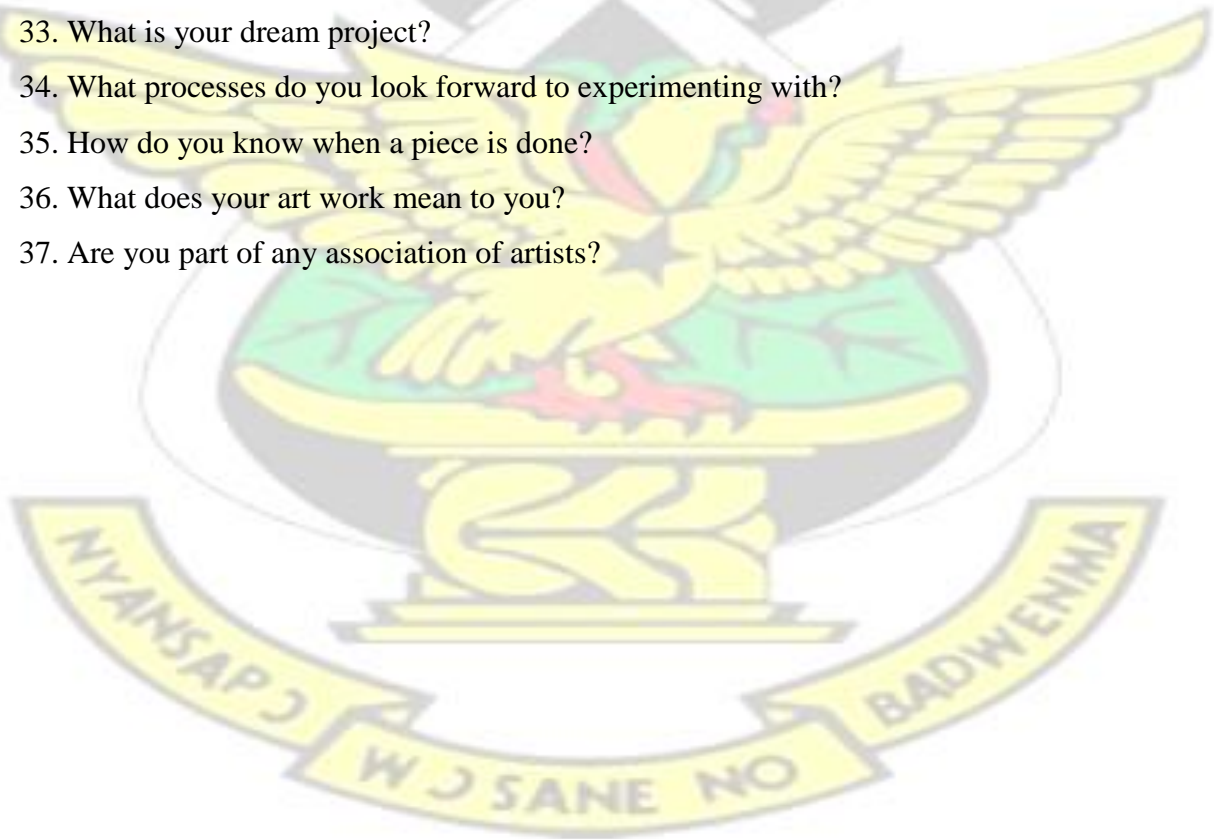 33. What is your dream project?
34. What processes do you look forward to experimenting with?
35. How do you know when a piece is done?
36. What does your art work mean to you?
37. Are you part of any association of artists?
NYANSAPƆ WƆSANE NO BADWENMA